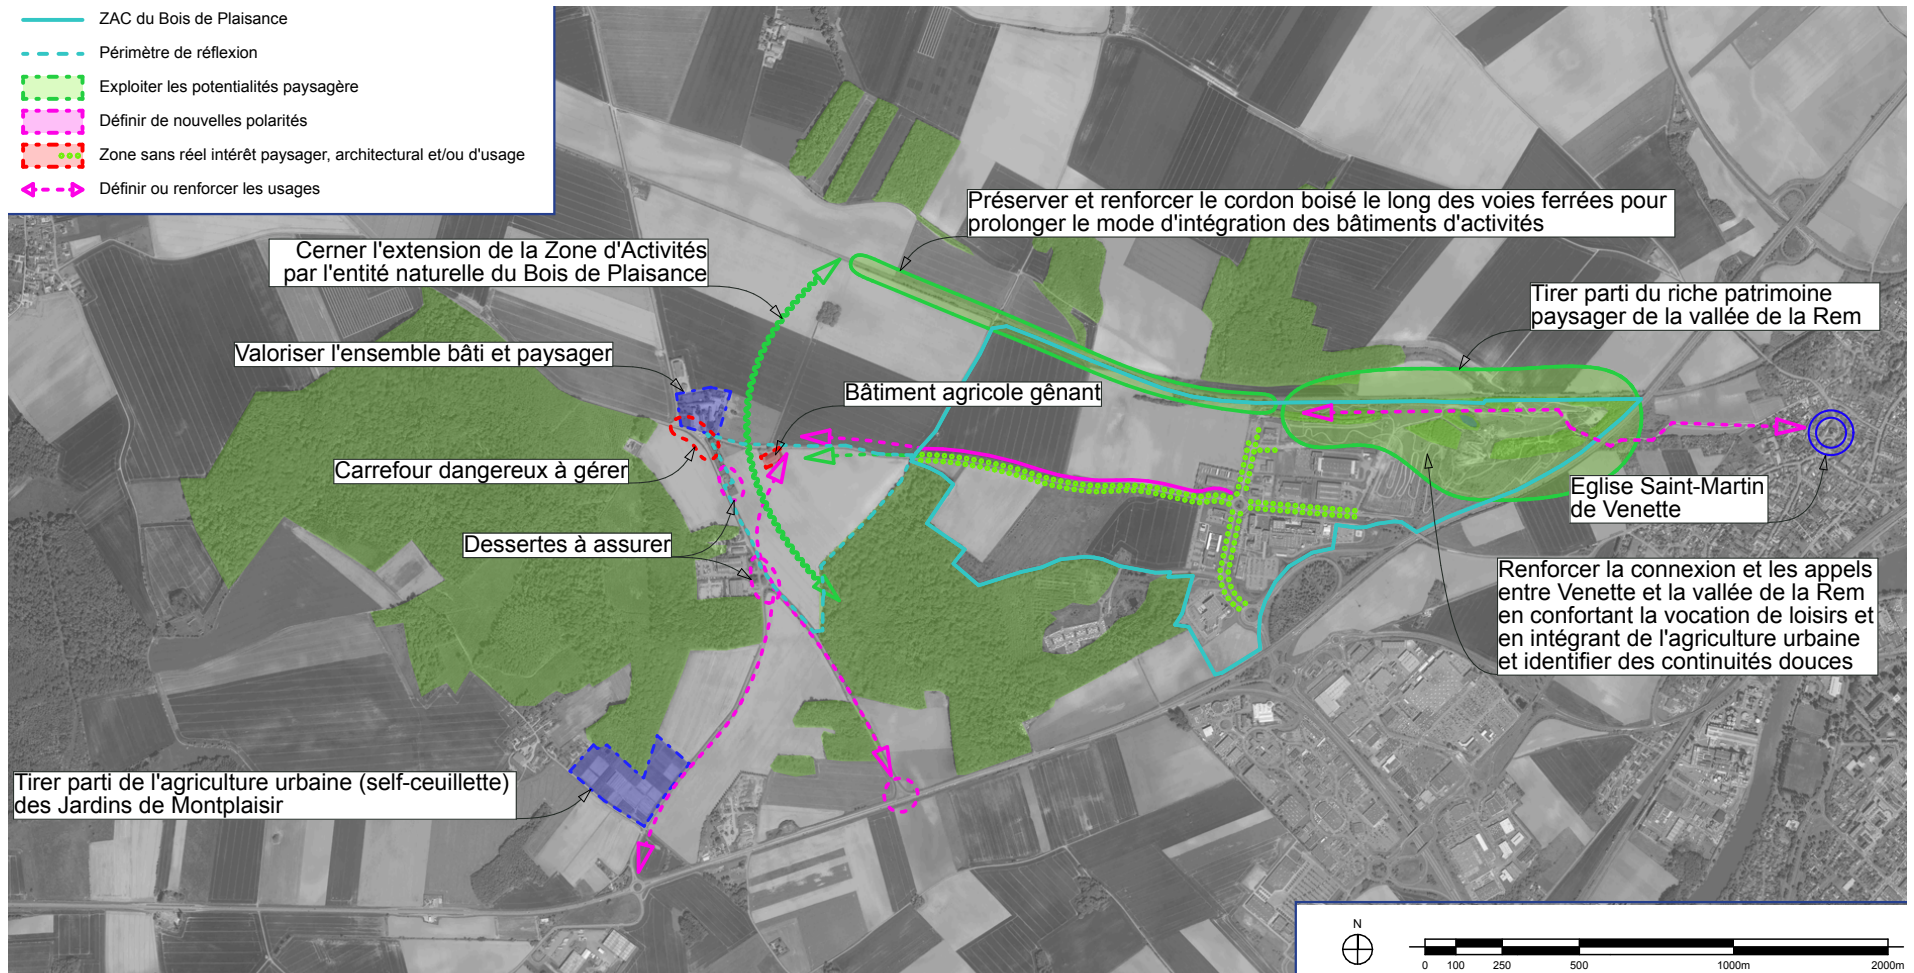 ZAC du Bois de Plaisance
Périmètre de réflexion
Exploiter les potentialités paysagère
Définir de nouvelles polarités
Zone sans réel intérêt paysager, architectural et/ou d'usage
Définir ou renforcer les usages
Préserver et renforcer le cordon boisé le long des voies ferrées pour
prolonger le mode d'intégration des bâtiments d'activités
Cerner l'extension de la Zone d'Activités
par l'entité naturelle du Bois de Plaisance
Tirer parti du riche patrimoine
paysager de la vallée de la Rem
Valoriser l'ensemble bâti et paysager
Bâtiment agricole gênant
Carrefour dangereux à gérer
Eglise Saint-Martin
de Venette
Dessertes à assurer
Renforcer la connexion et les appels
entre Venette et la vallée de la Rem
en confortant la vocation de loisirs et
en intégrant de l'agriculture urbaine
et identifier des continuités douces
Tirer parti de l'agriculture urbaine (self-ceuillette)
des Jardins de Montplaisir
N
0 100 250 500 1000m 2000m